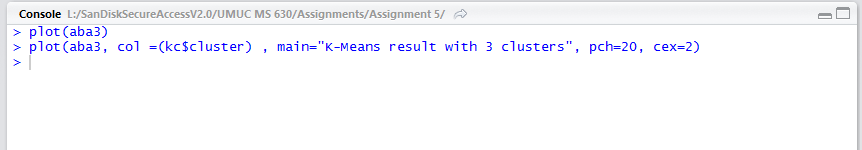 Console L:/SanDiskSecureAccessV2.0/UMUC MS 630/Assignments/Assignment 5/
> plot(aba3)
> plot(aba3, col =(kc$cluster) , main="K-Means result with 3 clusters", pch=20, cex=2)
>